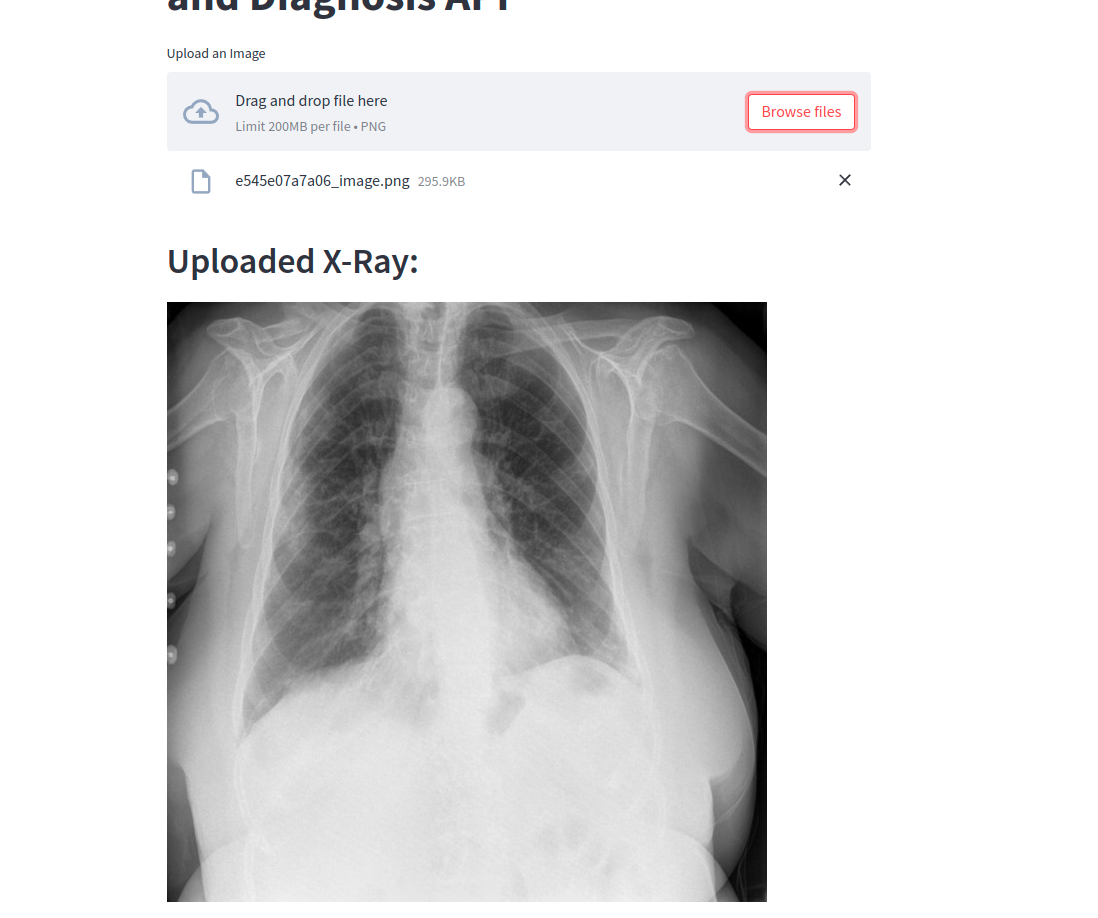 and Diagnosis
Upload an Image
Drag and drop file here
Limit 200MB per file • PNG
Browse files
e545e07a7a06_image.png 295.9KB
Uploaded X-Ray: